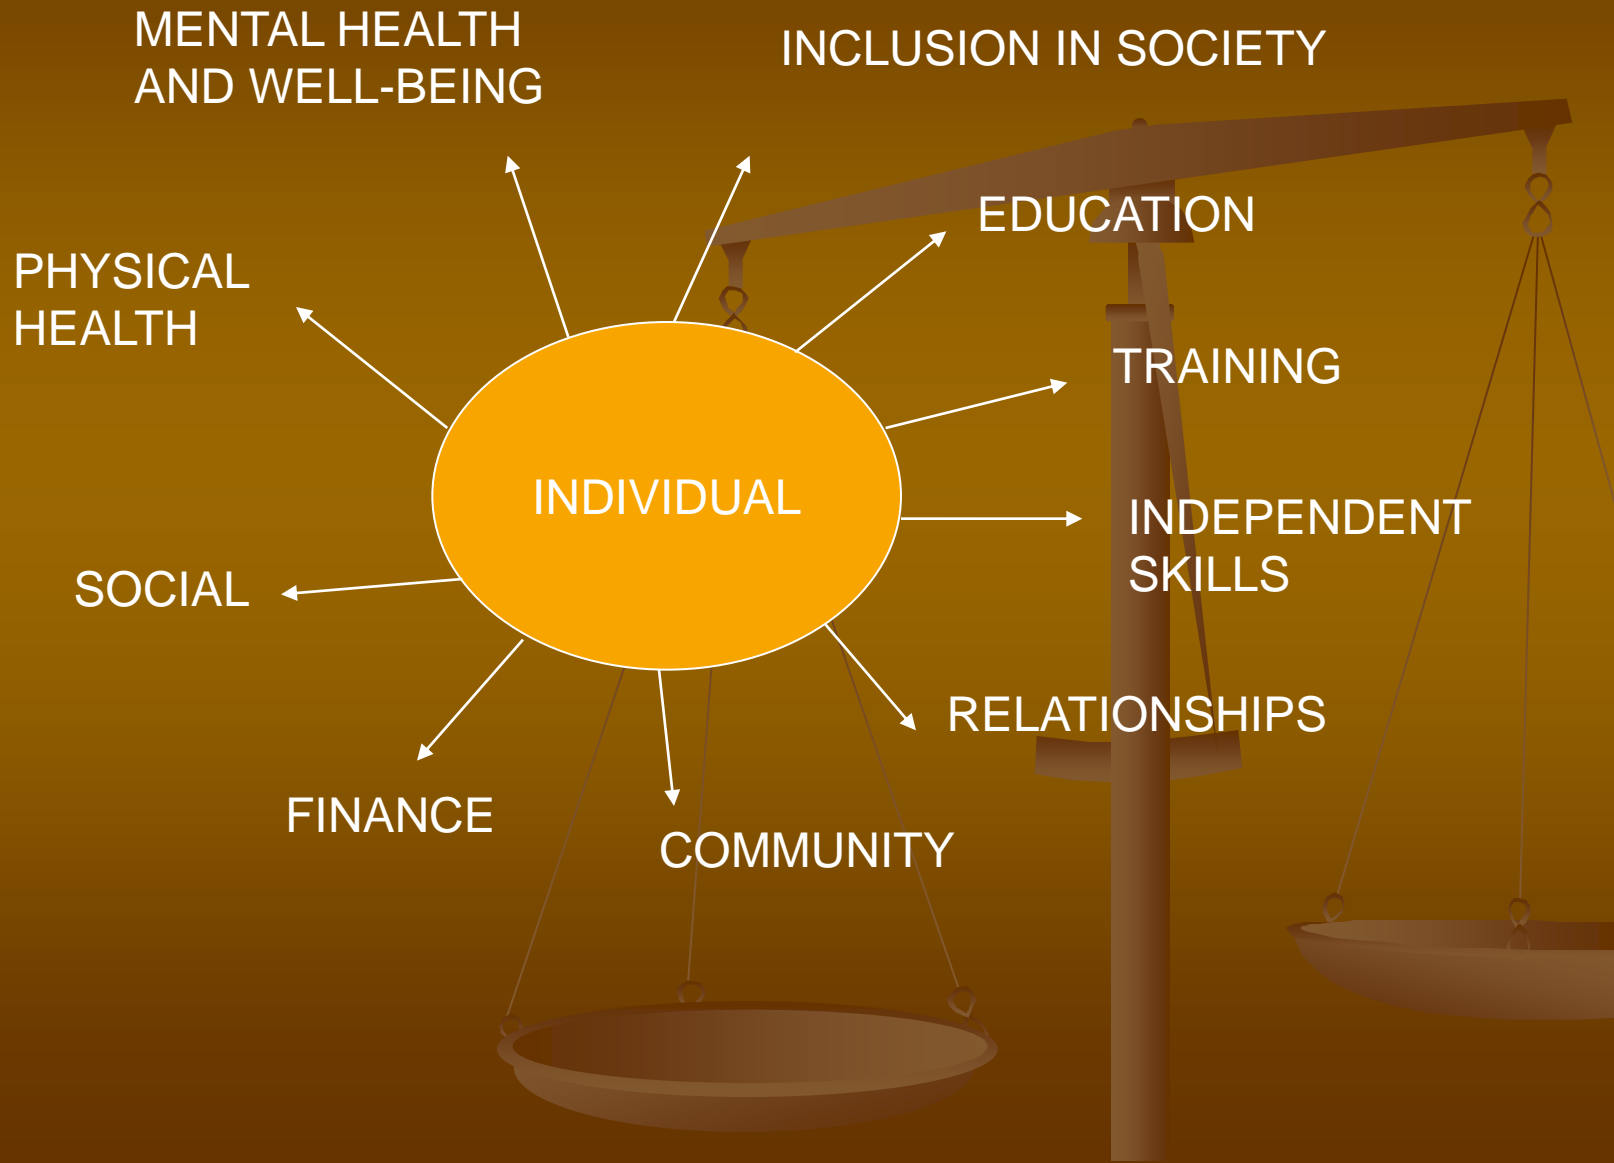 MENTAL HEALTH
AND WELL-BEING
INCLUSION IN SOCIETY
EDUCATION
PHYSICAL
HEALTH
TRAINING
INDIVIDUAL
INDEPENDENT
SKILLS
SOCIAL
RELATIONSHIPS
FINANCE
COMMUNITY